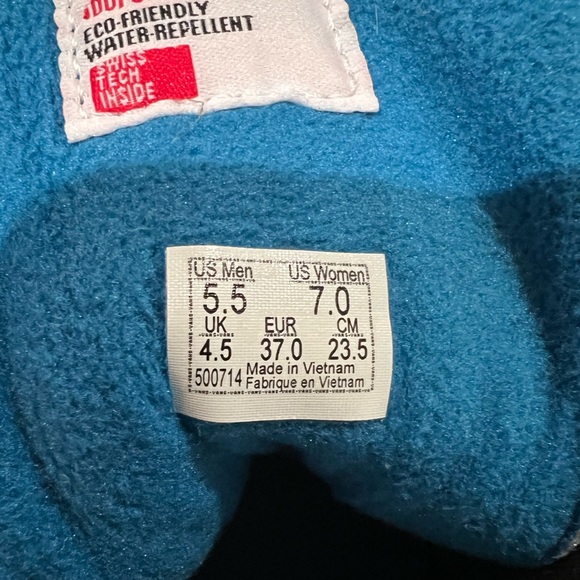 ECO-FRIENDLY
WATER-REPELLENT
SWISS
TECH
INSIDE
US Men US Women
5.5 7.0
UK EUR CM
4.5 37.0 23.5
500714 Made in Vietnam
Fabrique en Vietnam